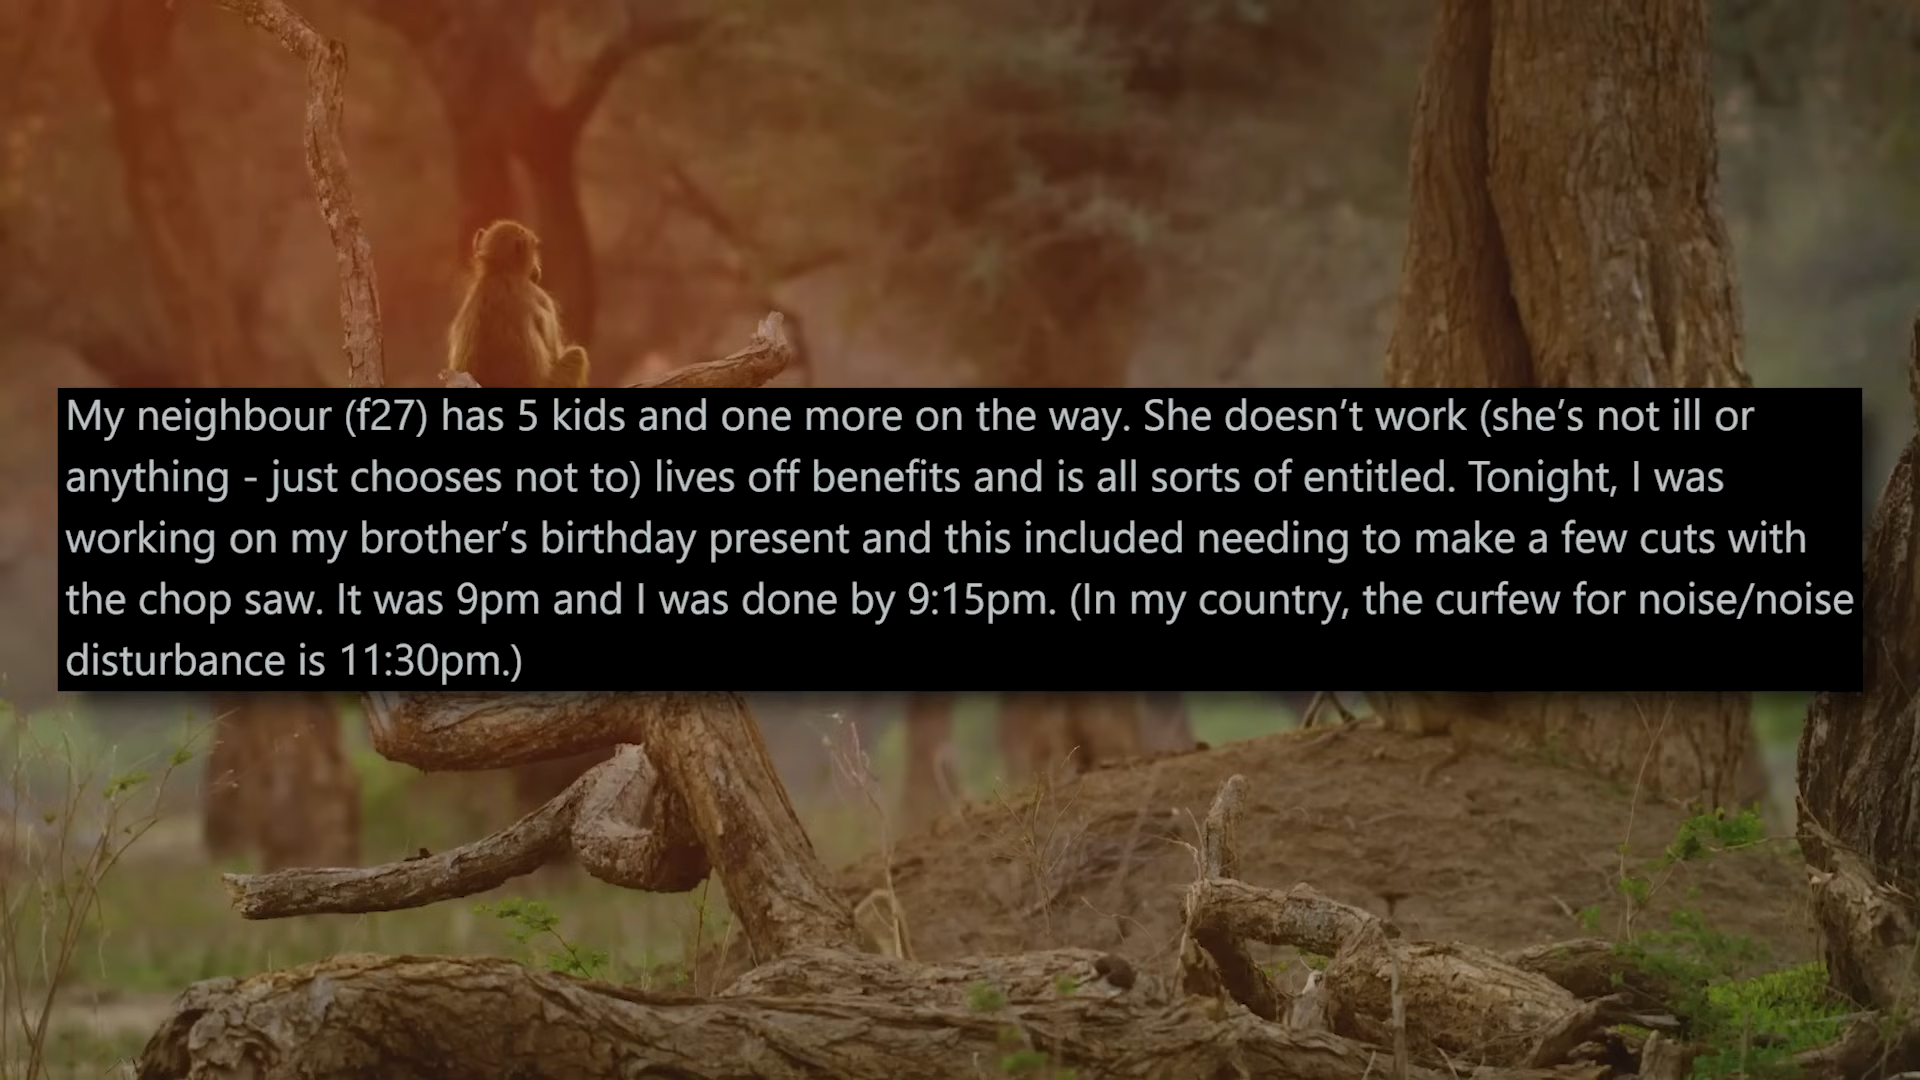 My neighbour (f27) has 5 kids and one more on the way. She doesn’t work (she’s not ill or
anything - just chooses not to) lives off benefits and is all sorts of entitled. Tonight, I was
working on my brother’s birthday present and this included needing to make a few cuts with
the chop saw. It was 9pm and I was done by 9:15pm. (In my country, the curfew for noise/noise
disturbance is 11:30pm.)